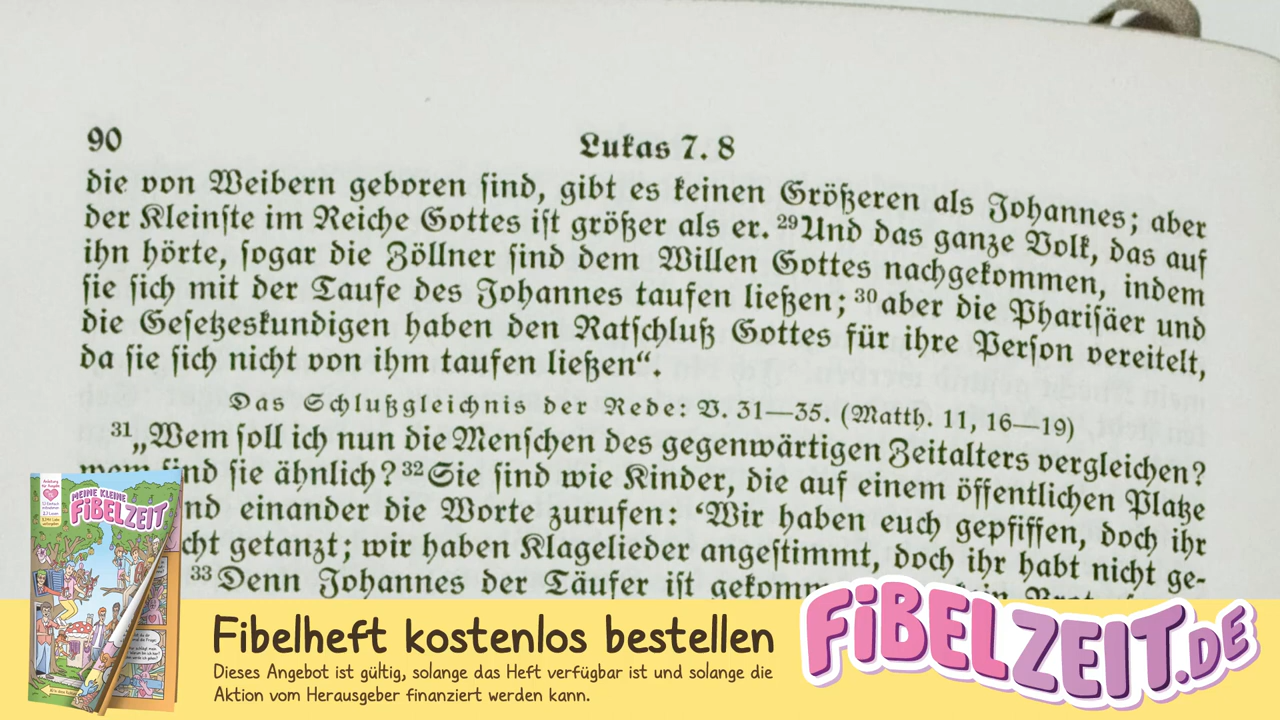 90
Lukas 7. 8
die von Weibern geboren sind, gibt es keinen Größeren als Johannes; aber
der Kleinste im Reiche Gottes ist größer als er. 29Und das ganze Volk, das auf
ihn hörte, sogar die Zöllner sind dem Willen Gottes nachgekommen, indem
sie sich mit der Taufe des Johannes taufen ließen; 30aber die Pharisäer und
die Gesetzeskundigen haben den Ratschluß Gottes für ihre Person vereitelt,
da sie sich nicht von ihm taufen ließen“.
Das Schlußgleichnis der Rede: V. 31—35. (Matth. 11, 16—19)
31„Wem soll ich nun die Menschen des gegenwärtigen Zeitalters vergleichen?
sind sie ähnlich? 32Sie sind wie Kinder, die auf einem öffentlichen Platze
einander die Worte zurufen: ‘Wir haben euch gepfiffen, doch ihr
getanzt; wir haben Klagelieder angestimmt, doch ihr habt nicht ge-
33Denn Johannes der Täufer ist
MEINE KLEINE
FIBELZEIT
Fibelheft kostenlos bestellen
Dieses Angebot ist gültig, solange das Heft verfügbar ist und solange die
Aktion vom Herausgeber finanziert werden kann.
FIBELZEIT.DE